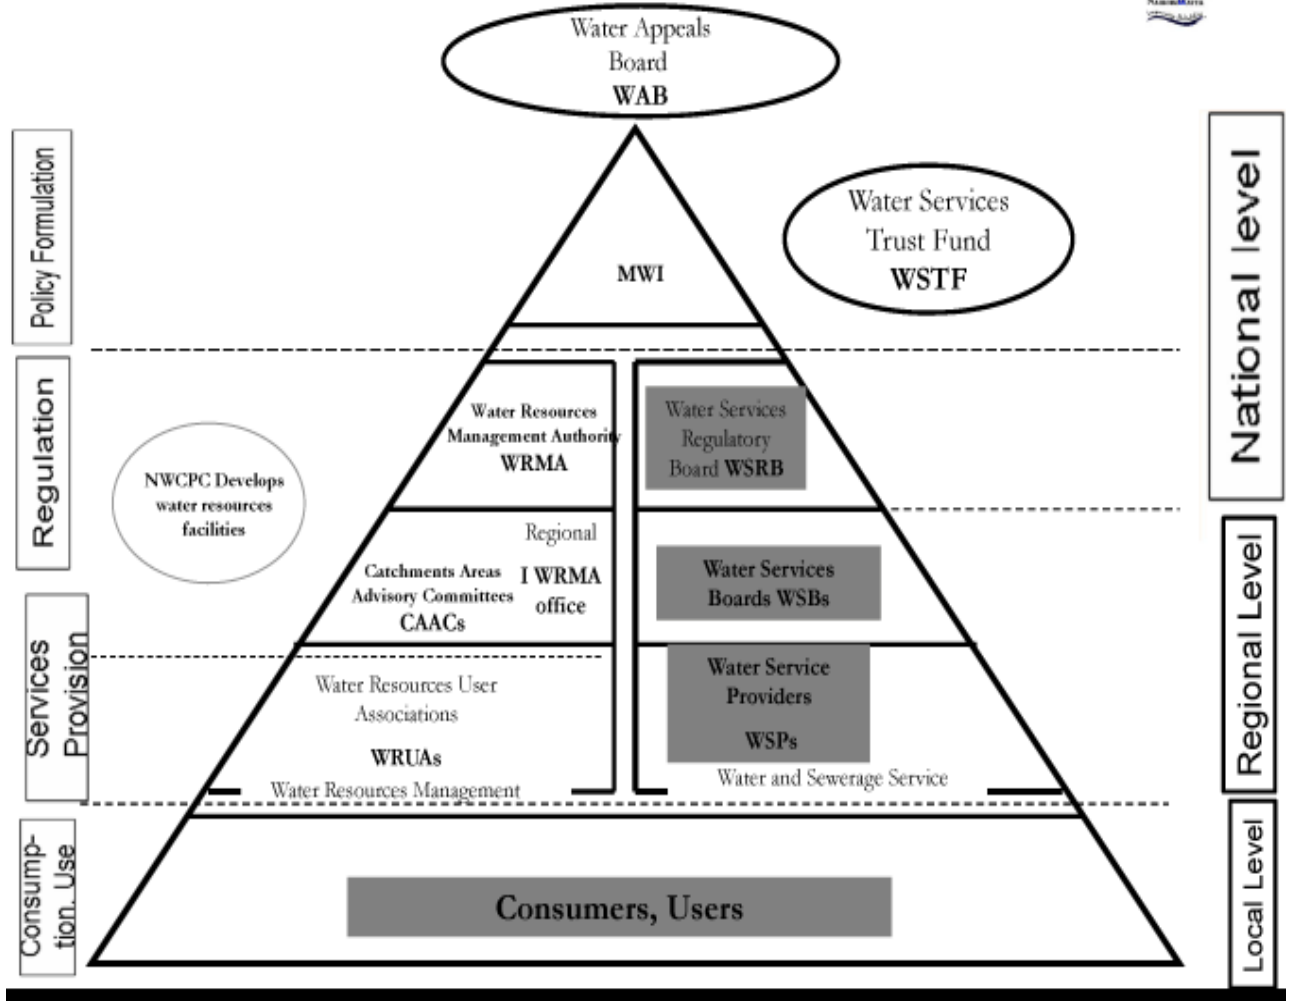 Water Appeals
Board
WAB
Policy Formulation
National level
Water Services
Trust Fund
WSTF
MWI
Regulation
Water Resources
Management Authority
WRMA
Water Services
Regulatory
Board WSRB
NWCPC Develops
water resources
facilities
Regional
I WRMA
office
Catchments Areas
Advisory Committees
CAACs
Water Services
Boards WSBs
Regional Level
Services
Provision
Water Resources User
Associations
WRUAs
Water Resources Management
Water Service
Providers
WSPs
Water and Sewerage Service
Consump-
tion, Use
Consumers, Users
Local Level